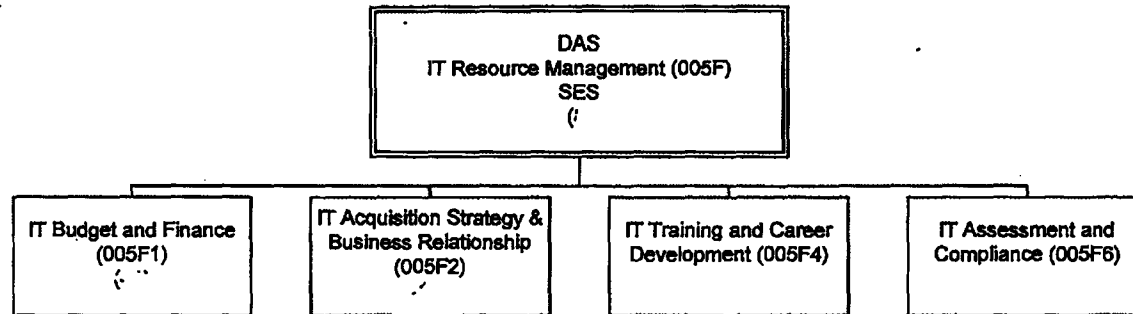 DAS
IT Resource Management (005F)
SES
(
IT Budget and Finance
(005F1)
(
IT Acquisition Strategy &
Business Relationship
(005F2)
IT Training and Career
Development (005F4)
IT Assessment and
Compliance (005F6)